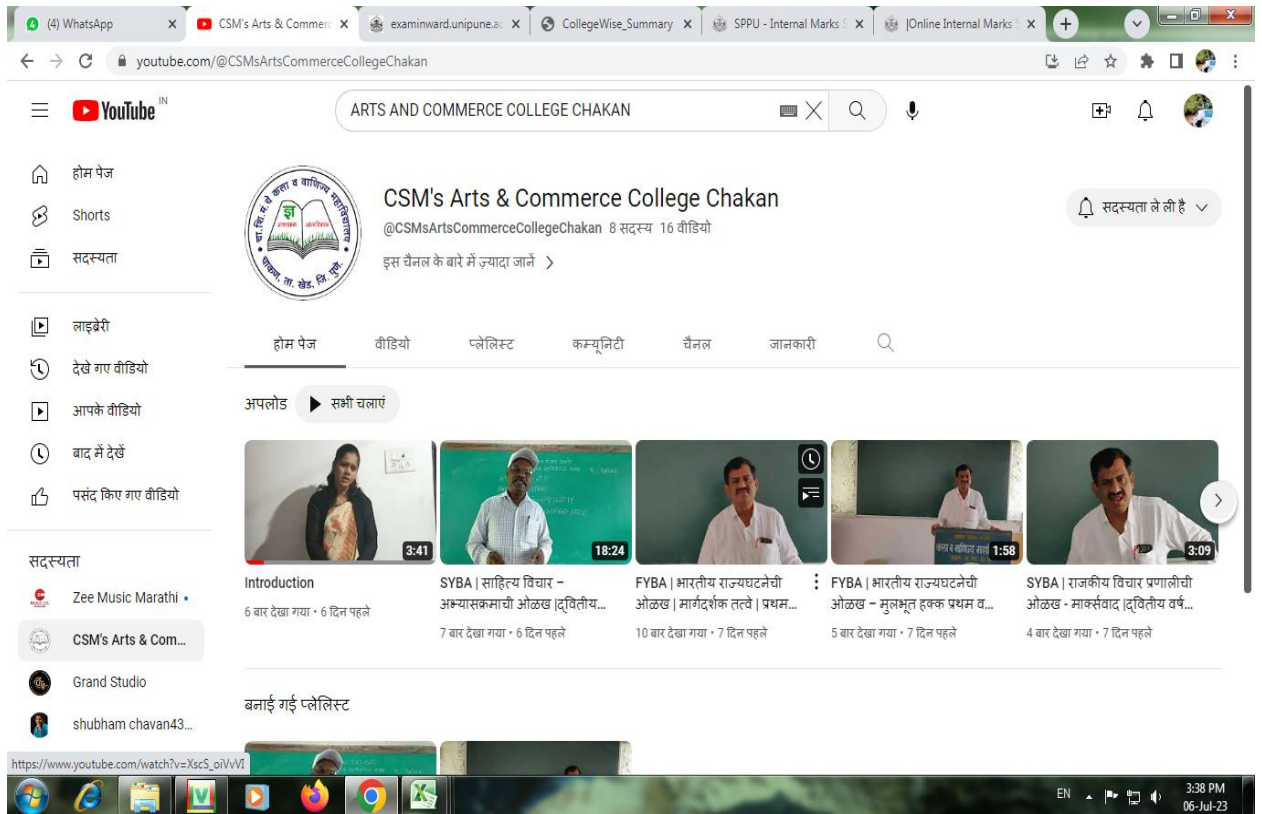 (4) WhatsApp
CSM's Arts & Commerc
examinward.unipune.ac
CollegeWise_Summary
SPPU - Internal Marks S
|Online Internal Marks S
youtube.com/@CSMsArtsCommerceCollegeChakan
YouTube IN
ARTS AND COMMERCE COLLEGE CHAKAN
होम पेज
Shorts
सदस्यता
लाइब्रेरी
देखे गए वीडियो
आपके वीडियो
बाद में देखें
पसंद किए गए वीडियो
सदस्यता
Zee Music Marathi
CSM's Arts & Com...
Grand Studio
shubham chavan43...
CSM's Arts & Commerce College Chakan
@CSMsArtsCommerceCollegeChakan 8 सदस्य 16 वीडियो
इस चैनल के बारे में ज़्यादा जानें
सदस्यता ले ली है
होम पेज वीडियो प्लेलिस्ट कम्यूनिटी चैनल जानकारी
अपलोड सभी चलाएं
3:41
18:24
1:58
3:09
Introduction
6 बार देखा गया • 6 दिन पहले
SYBA | साहित्य विचार –
अभ्यासक्रमाची ओळख |द्वितीय...
7 बार देखा गया • 6 दिन पहले
FYBA | भारतीय राज्यघटनेची
ओळख | मार्गदर्शक तत्वे | प्रथम...
10 बार देखा गया • 7 दिन पहले
FYBA | भारतीय राज्यघटनेची
ओळख – मुलभूत हक्क प्रथम व...
5 बार देखा गया • 7 दिन पहले
SYBA | राजकीय विचार प्रणालीची
ओळख - मार्क्सवाद |द्वितीय वर्ष...
4 बार देखा गया • 7 दिन पहले
बनाई गई प्लेलिस्ट
https://www.youtube.com/watch?v=XscS_oiVvVI
EN
3:38 PM
06-Jul-23